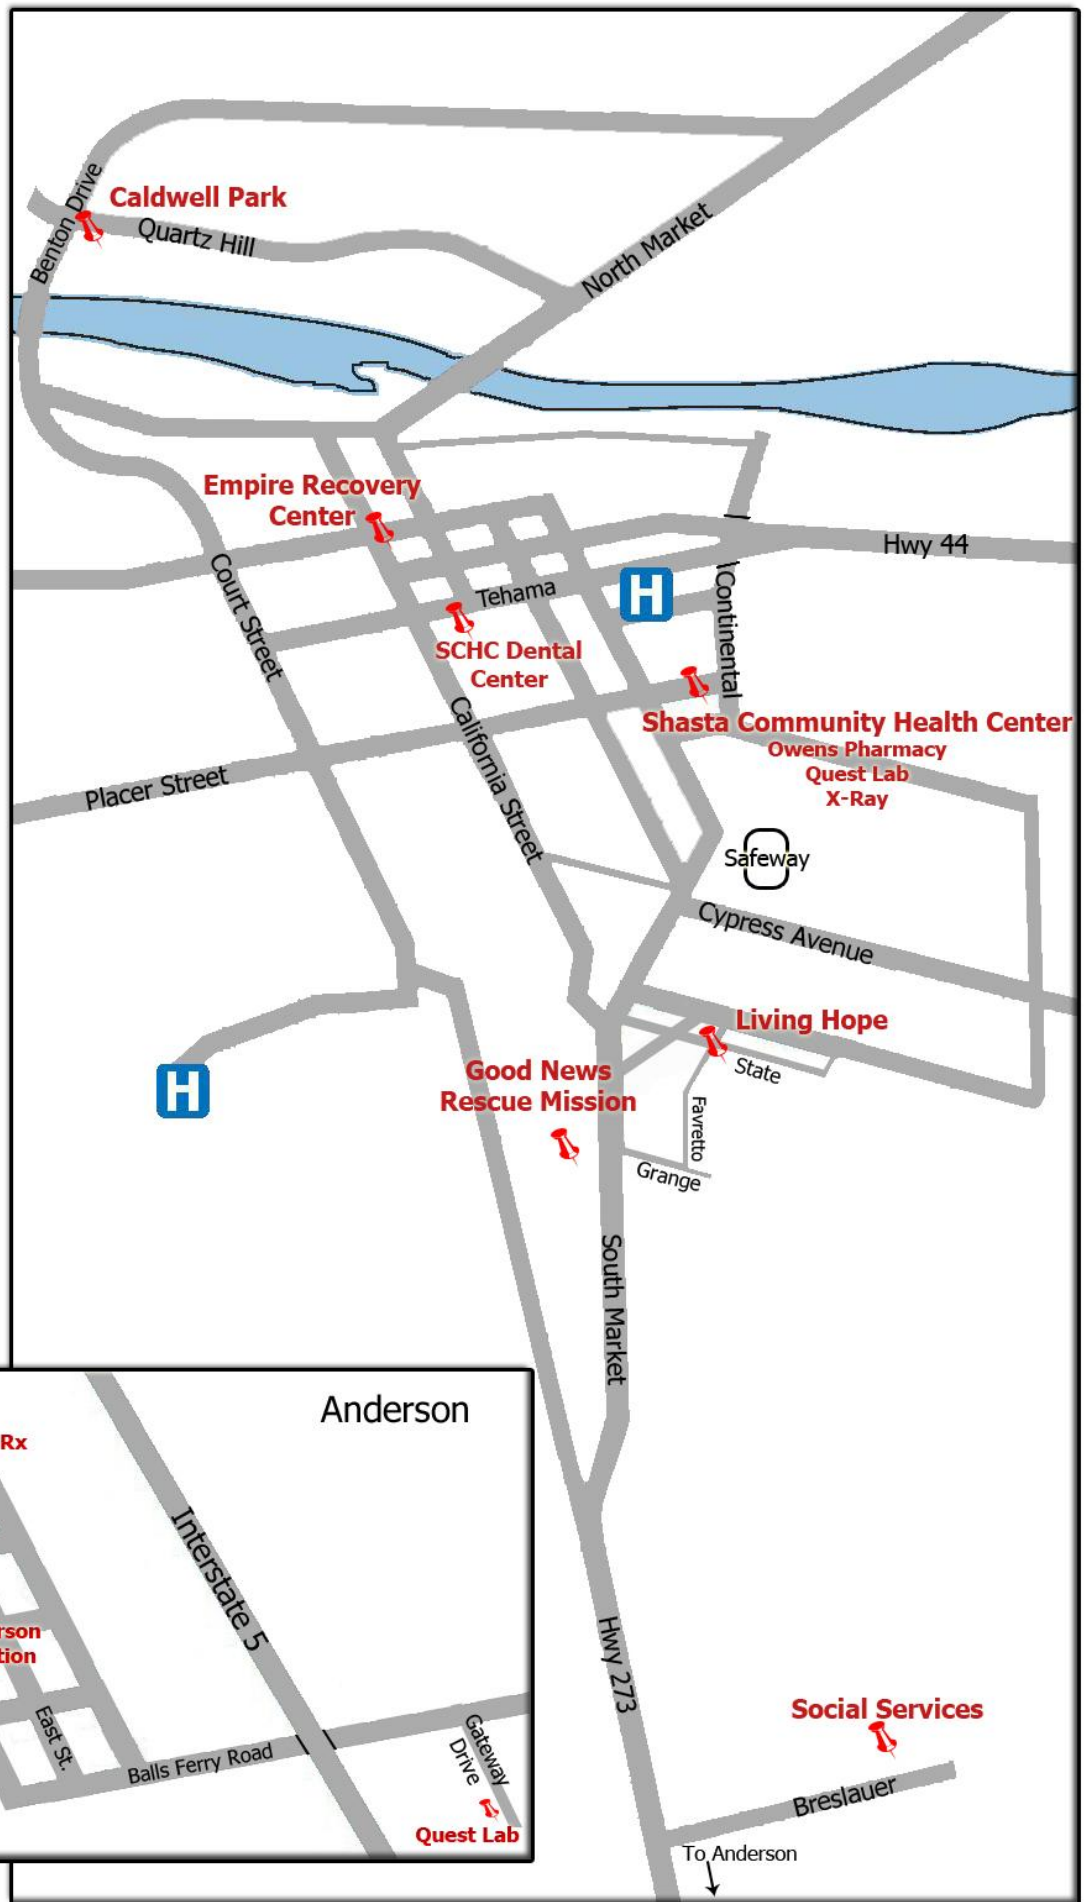 Caldwell Park
Benton Drive
Quartz Hill
North Market
Empire Recovery
Center
Hwy 44
Court Street
Tehama
H
Continental
SCHC Dental
Center
Shasta Community Health Center
Owens Pharmacy
Quest Lab
X-Ray
California Street
Placer Street
Safeway
Cypress Avenue
Living Hope
State
Good News
Rescue Mission
H
Favretto
Grange
South Market
Anderson
Rx
Interstate 5
rson
tion
East St.
Balls Ferry Road
Gateway
Drive
Quest Lab
Hwy 273
Social Services
Breslauer
To Anderson